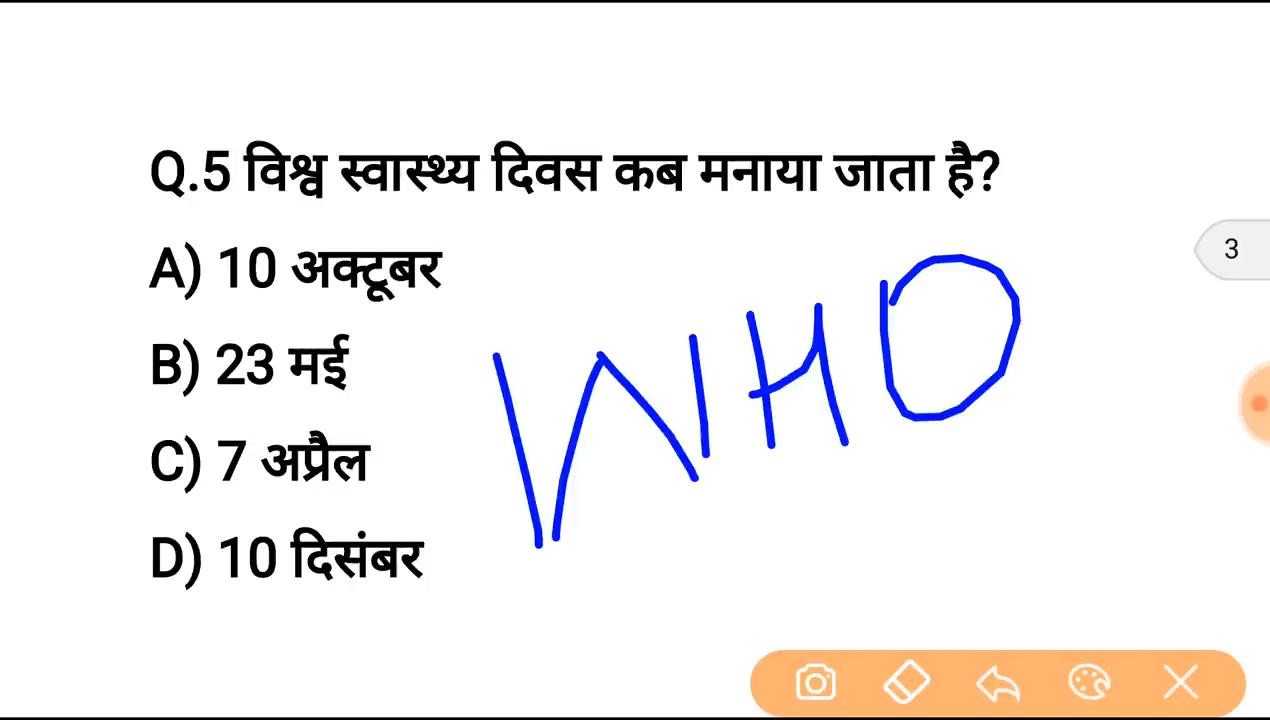 Q.5 विश्व स्वास्थ्य दिवस कब मनाया जाता है?
A) 10 अक्टूबर
B) 23 मई
C) 7 अप्रैल
D) 10 दिसंबर
WHO
3